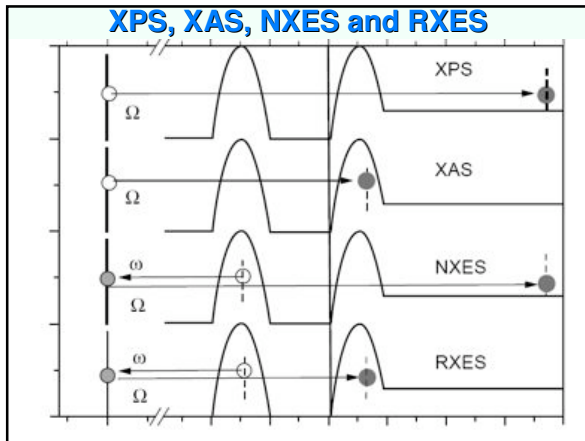 XPS, XAS, NXES and RXES
XPS
Ω
XAS
Ω
ω
NXES
Ω
ω
RXES
Ω